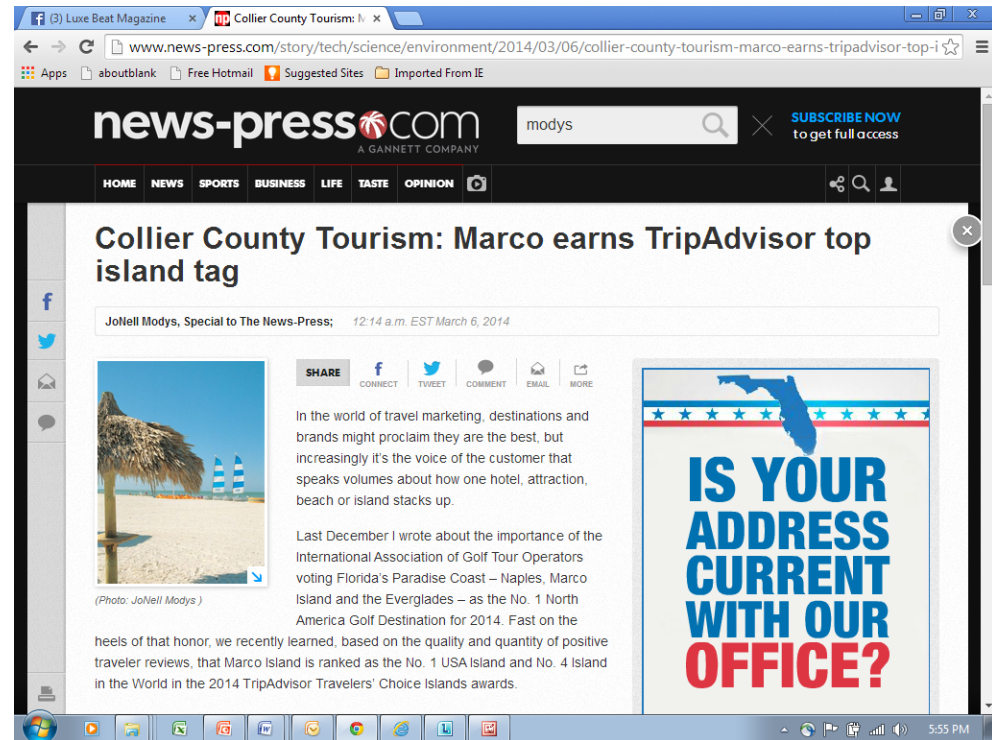 (3) Luxe Beat Magazine
Collier County Tourism: M
www.news-press.com/story/tech/science/environment/2014/03/06/collier-county-tourism-marco-earns-tripadvisor-top-i
Apps aboutblank Free Hotmail Suggested Sites Imported From IE
news-press.com
A GANNETT COMPANY
modys
SUBSCRIBE NOW
to get full access
HOME NEWS SPORTS BUSINESS LIFE TASTE OPINION
Collier County Tourism: Marco earns TripAdvisor top
island tag
JoNell Modys, Special to The News-Press; 12:14 a.m. EST March 6, 2014
SHARE CONNECT TWEET COMMENT EMAIL MORE
In the world of travel marketing, destinations and
brands might proclaim they are the best, but
increasingly it's the voice of the customer that
speaks volumes about how one hotel, attraction,
beach or island stacks up.
Last December I wrote about the importance of the
International Association of Golf Tour Operators
voting Florida's Paradise Coast – Naples, Marco
Island and the Everglades – as the No. 1 North
America Golf Destination for 2014. Fast on the
heels of that honor, we recently learned, based on the quality and quantity of positive
traveler reviews, that Marco Island is ranked as the No. 1 USA Island and No. 4 Island
in the World in the 2014 TripAdvisor Travelers' Choice Islands awards.
(Photo: JoNell Modys )
IS YOUR
ADDRESS
CURRENT
WITH OUR
OFFICE?
5:55 PM